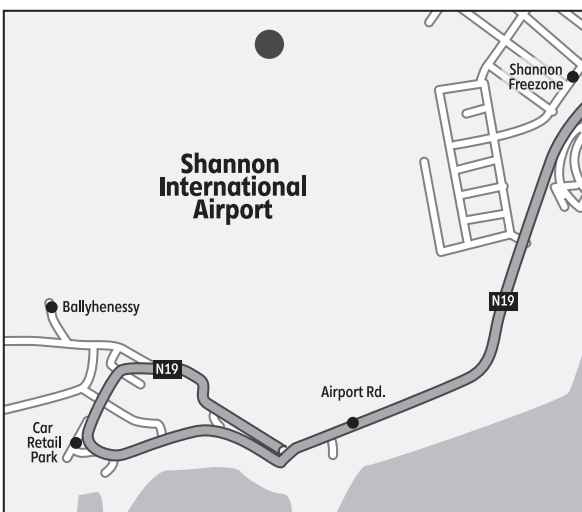 Shannon
Freezone
Shannon
International
Airport
N19
Ballyhenessy
N19
Airport Rd.
Car
Retail
Park